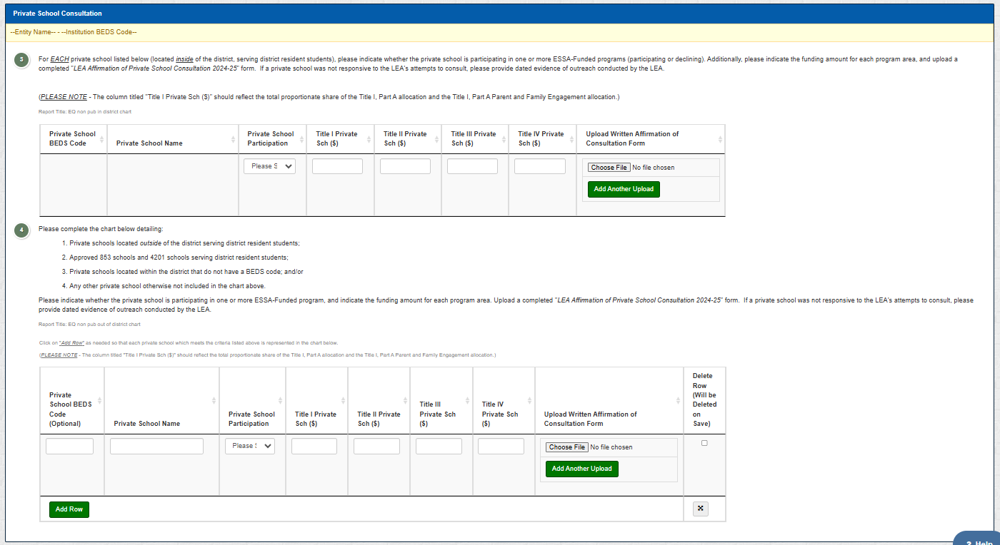 Private School Consultation
--Entity Name-- - --Institution BEDS Code--
3
For EACH private school listed below (located inside of the district, serving district resident students), please indicate whether the private school is participating in one or more ESSA-Funded programs (participating or declining). Additionally, please indicate the funding amount for each program area, and upload a
completed "LEA Affirmation of Private School Consultation 2024-25" form. If a private school was not responsive to the LEA's attempts to consult, please provide dated evidence of outreach conducted by the LEA.
(PLEASE NOTE - The column titled "Title I Private Sch ($)" should reflect the total proportionate share of the Title I, Part A allocation and the Title I, Part A Parent and Family Engagement allocation.)
Report Title: EQ non pub in district chart
Private School BEDS Code
Private School Name
Private School Participation
Title I Private Sch ($)
Title II Private Sch ($)
Title III Private Sch ($)
Title IV Private Sch ($)
Upload Written Affirmation of Consultation Form
Please S
Choose File No file chosen
Add Another Upload
4
Please complete the chart below detailing:
1. Private schools located outside of the district serving district resident students;
2. Approved 853 schools and 4201 schools serving district resident students;
3. Private schools located within the district that do not have a BEDS code; and/or
4. Any other private school otherwise not included in the chart above.
Please indicate whether the private school is participating in one or more ESSA-Funded program, and indicate the funding amount for each program area. Upload a completed "LEA Affirmation of Private School Consultation 2024-25" form. If a private school was not responsive to the LEA's attempts to consult, please
provide dated evidence of outreach conducted by the LEA.
Report Title: EQ non pub out of district chart
Click on "Add Row" as needed so that each private school which meets the criteria listed above is represented in the chart below.
(PLEASE NOTE - The column titled "Title I Private Sch ($)" should reflect the total proportionate share of the Title I, Part A allocation and the Title I, Part A Parent and Family Engagement allocation.)
Private School BEDS Code (Optional)
Private School Name
Private School Participation
Title I Private Sch ($)
Title II Private Sch ($)
Title III Private Sch ($)
Title IV Private Sch ($)
Upload Written Affirmation of Consultation Form
Delete Row (Will be Deleted on Save)
Please
Choose File No file chosen
Add Another Upload
Add Row
? Help